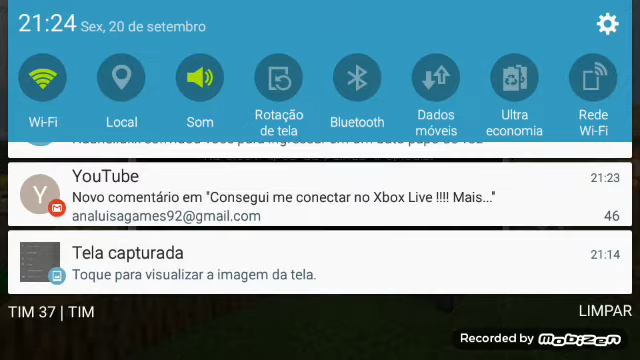 21:24 Sex, 20 de setembro
Wi-Fi
Local
Som
Rotação
de tela
Bluetooth
Dados
móveis
Ultra
economia
Rede
Wi-Fi
YouTube 21:23
Y
Novo comentário em "Consegui me conectar no Xbox Live !!!! Mais..."
analuisagames92@gmail.com 46
Tela capturada 21:14
Toque para visualizar a imagem da tela.
TIM 37 | TIM LIMPAR
Recorded by Mobizen